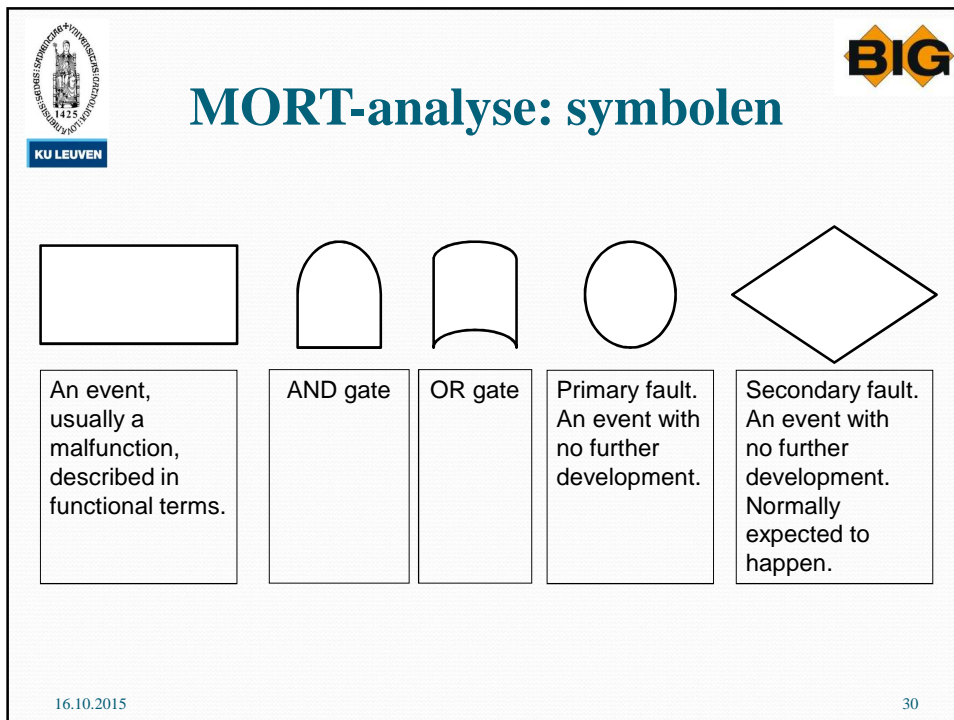 BIG
1425
KU LEUVEN
MORT-analyse: symbolen
An event,
usually a
malfunction,
described in
functional terms.
AND gate
OR gate
Primary fault.
An event with
no further
development.
Secondary fault.
An event with
no further
development.
Normally
expected to
happen.
16.10.2015
30